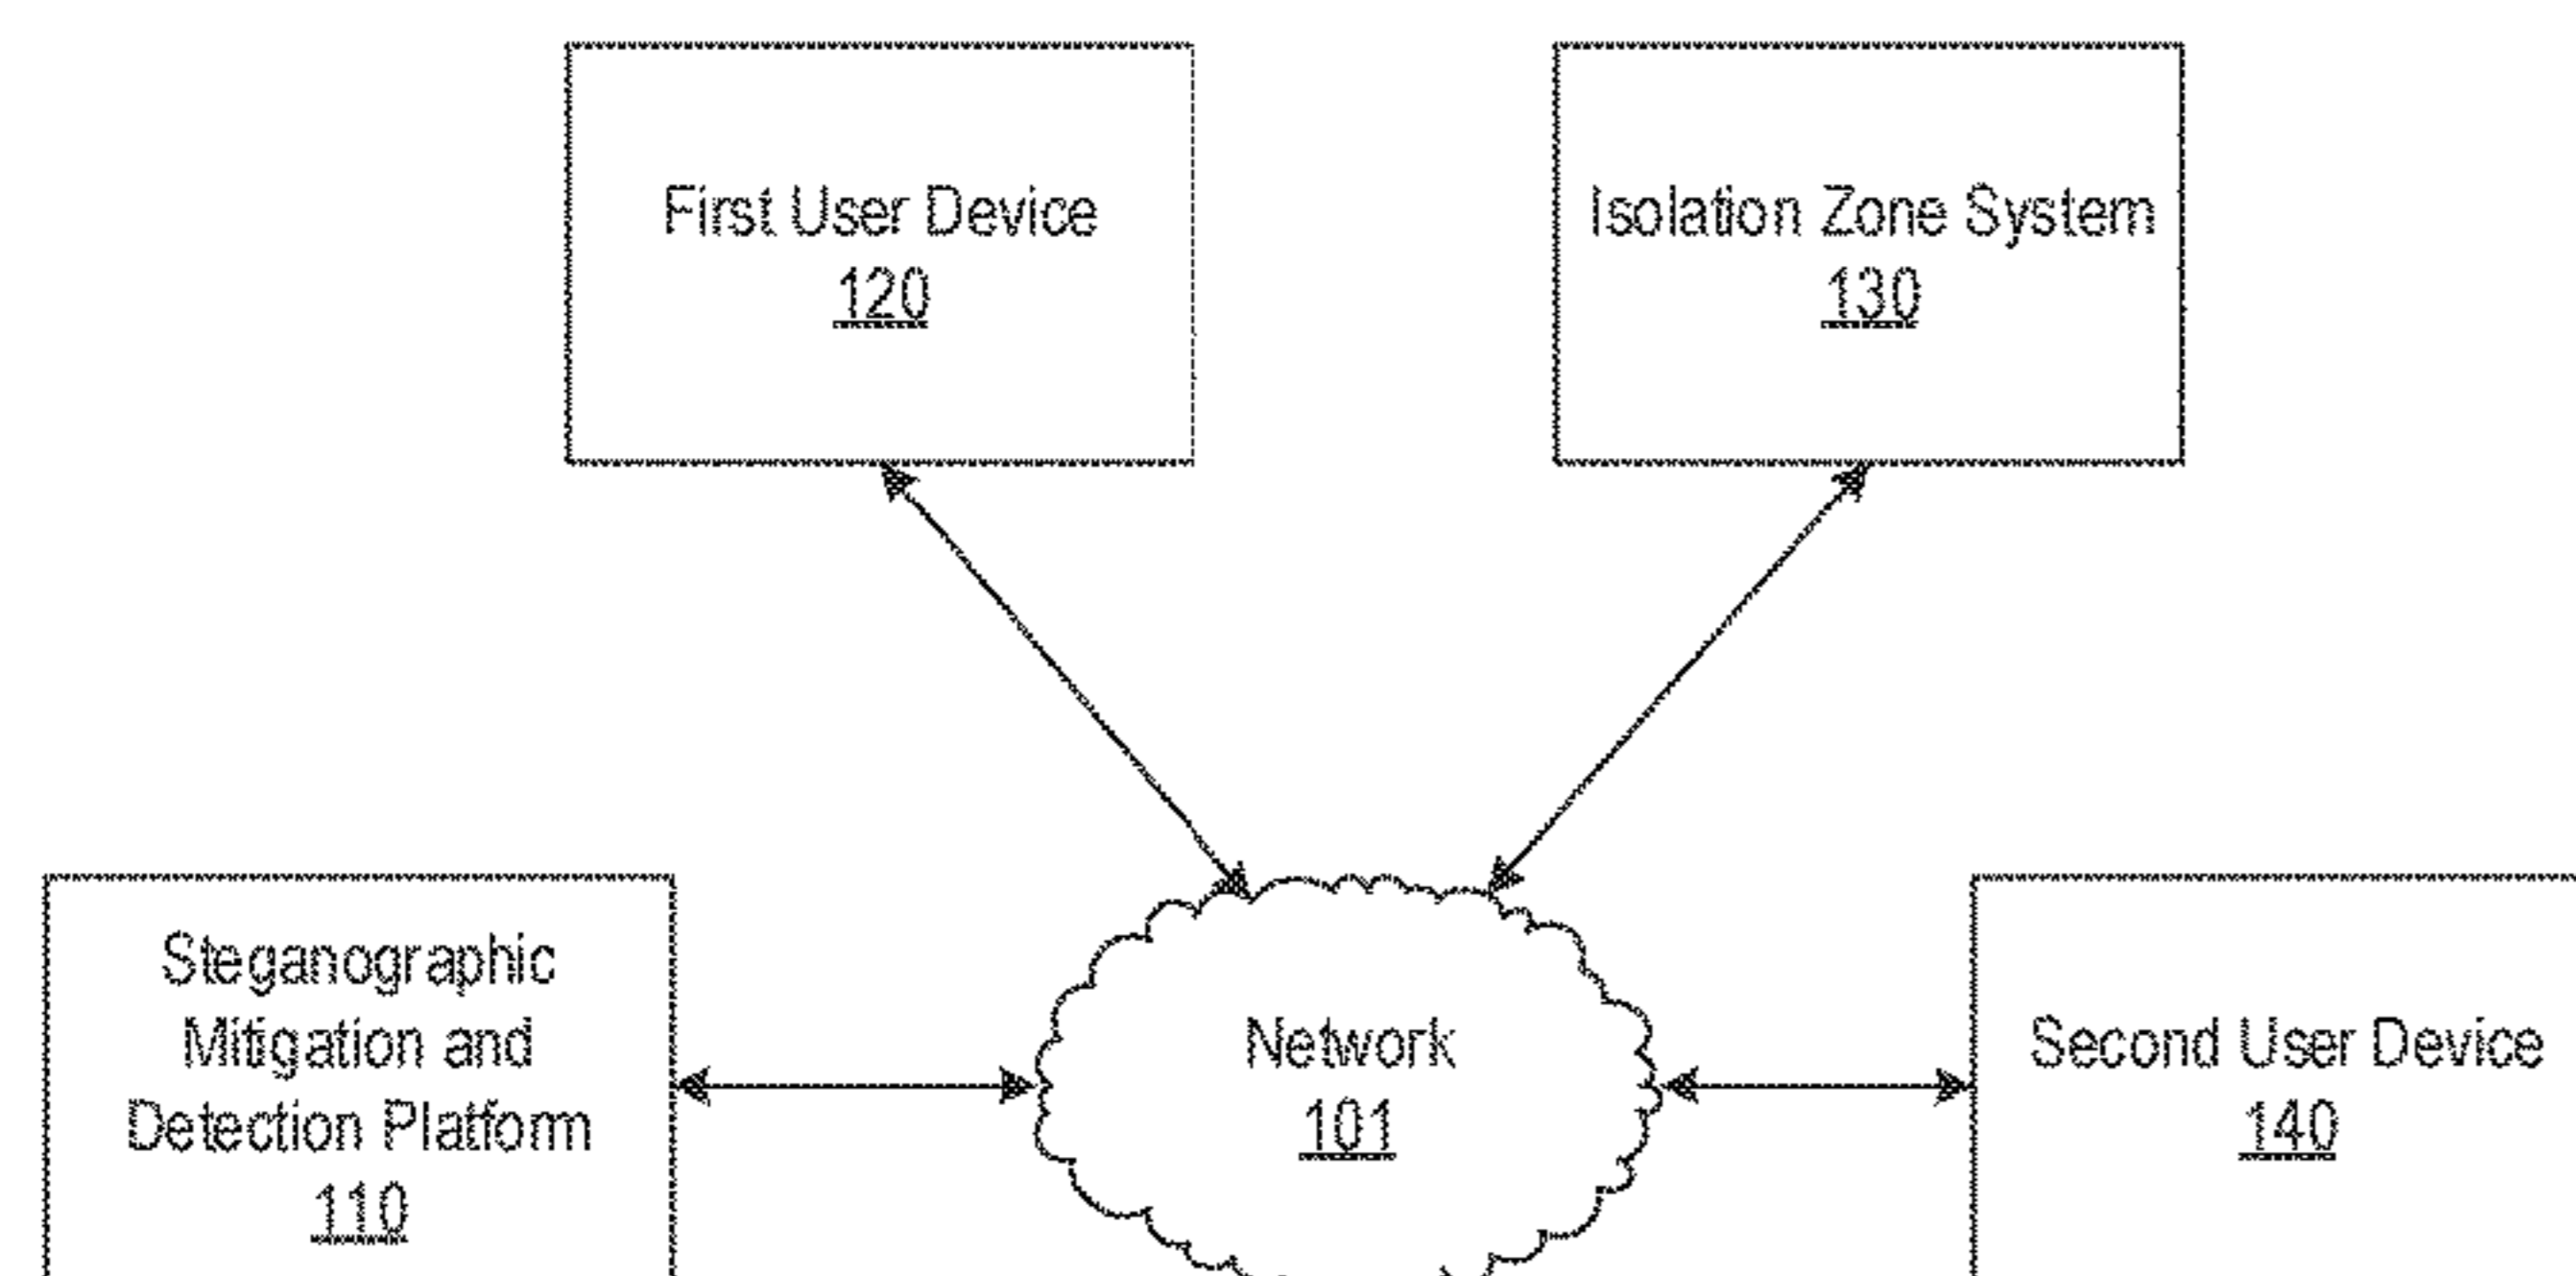 First User Device
120
Isolation Zone System
130
Steganographic
Mitigation and
Detection Platform
110
Network
101
Second User Device
140